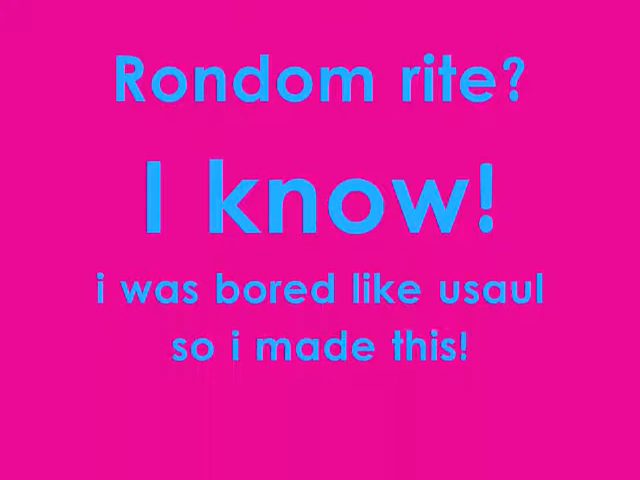 Rondom rite?
I know!
i was bored like usaul
so i made this!